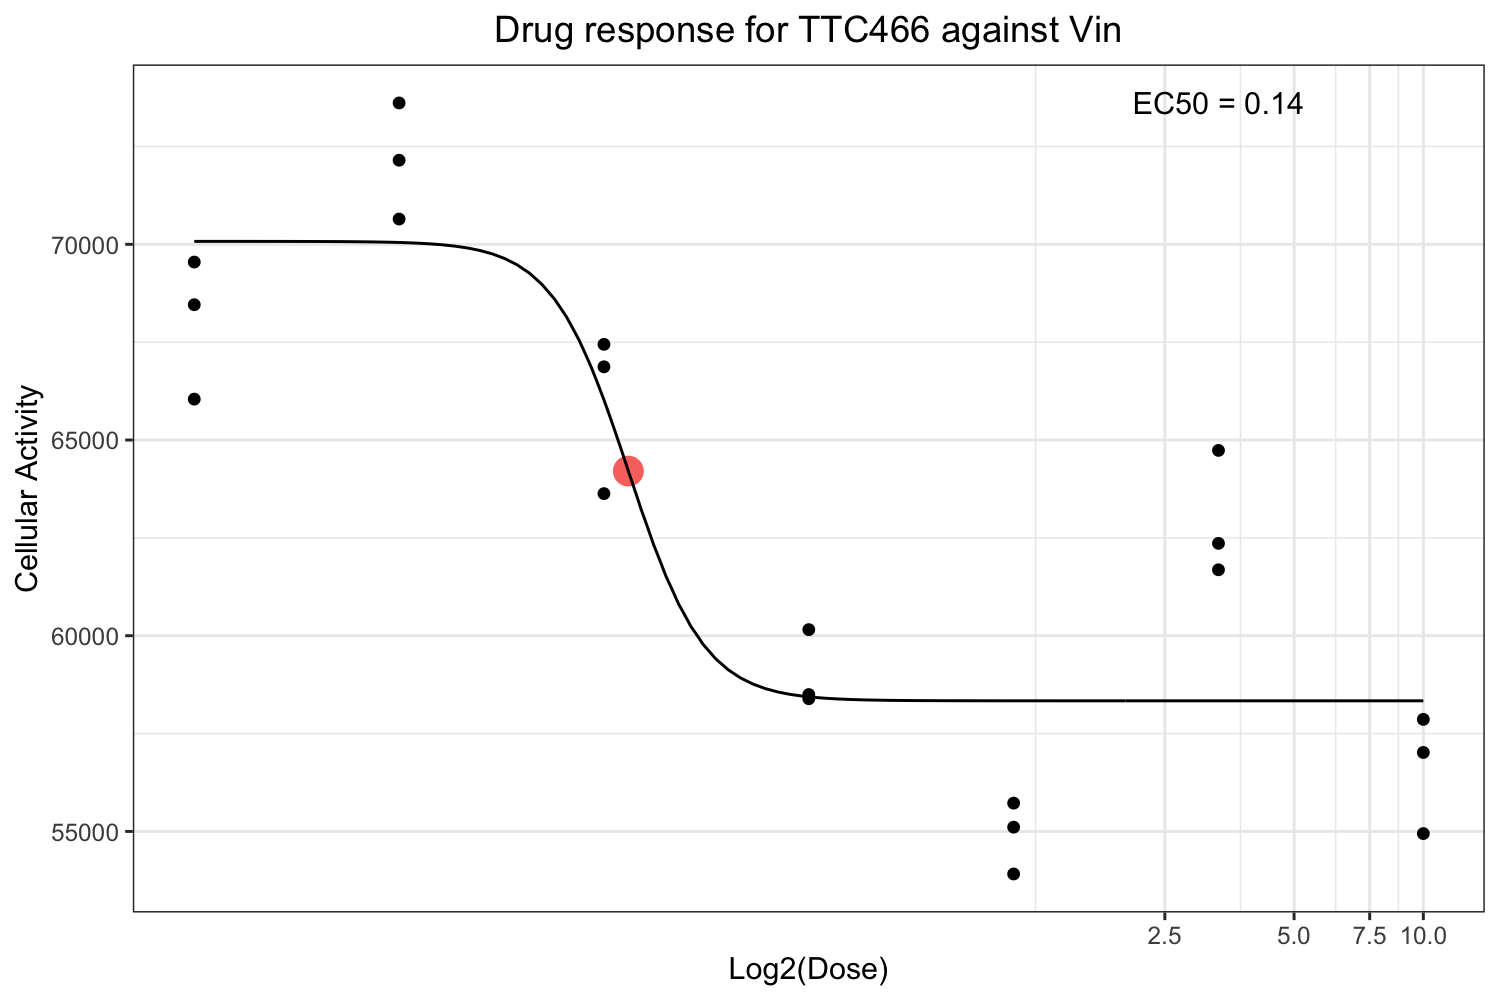 Drug response for TTC466 against Vin
EC50 = 0.14
70000
65000
60000
55000
Cellular Activity
2.5 5.0 7.5 10.0
Log2(Dose)